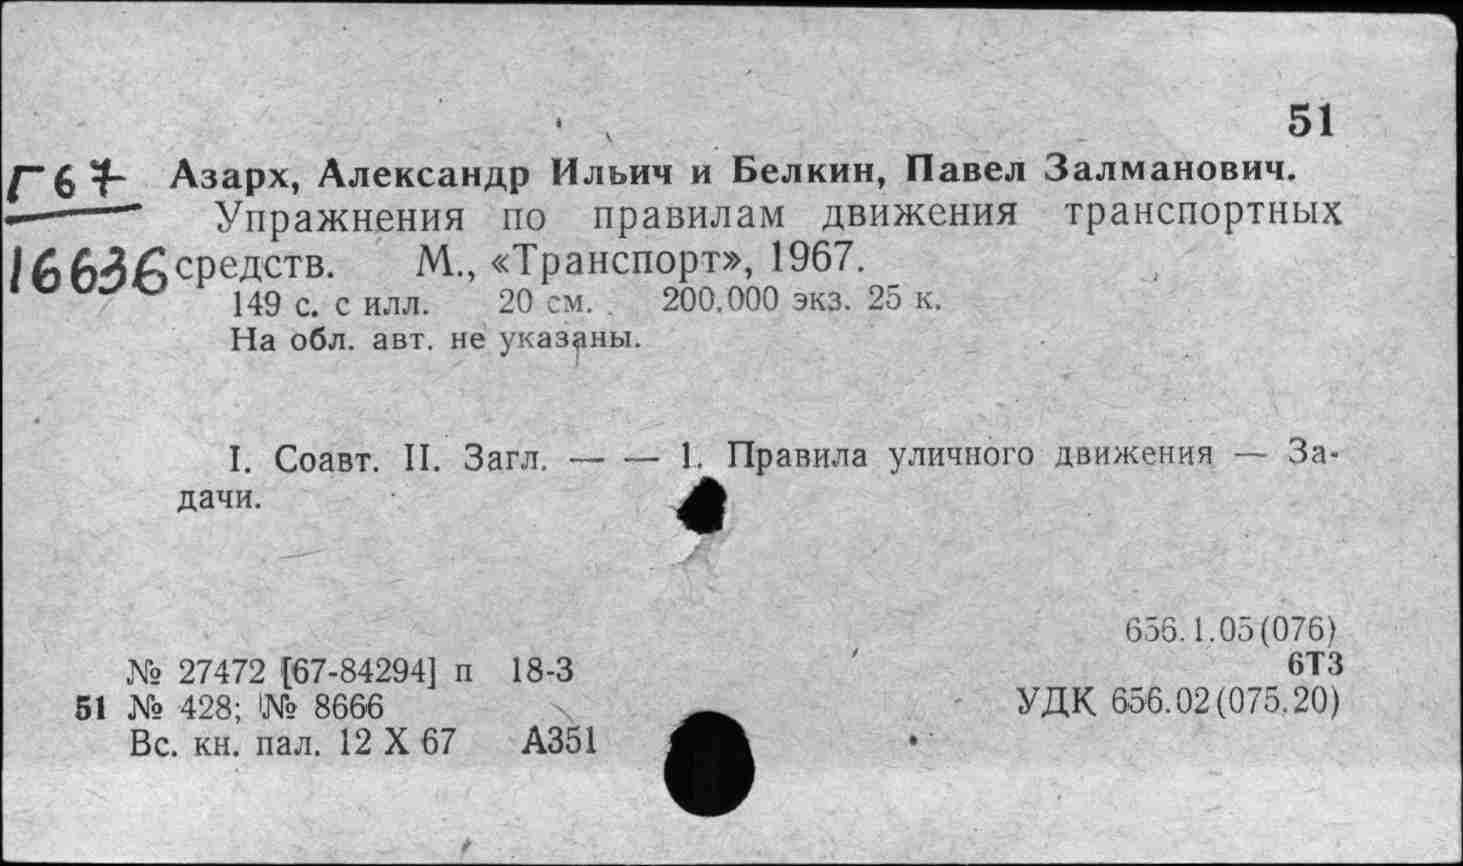 51
Г67 Азарх, Александр Ильич и Белкин, Павел Залманович.
Упражнения по правилам движения транспортных
16636 средств. М., «Транспорт», 1967.
149 с. с илл. 20 см. 200.000 экз. 25 к.
На обл. авт. не указаны.
I. Соавт. II. Загл. — — 1. Правила уличного движения — За-
дачи.
656.1.05(076)
№ 27472 [67-84294] п 18-3 6Т3
51 № 428; № 8666 УДК 656.02(075.20)
Вс. кн. пал. 12 X 67 А351